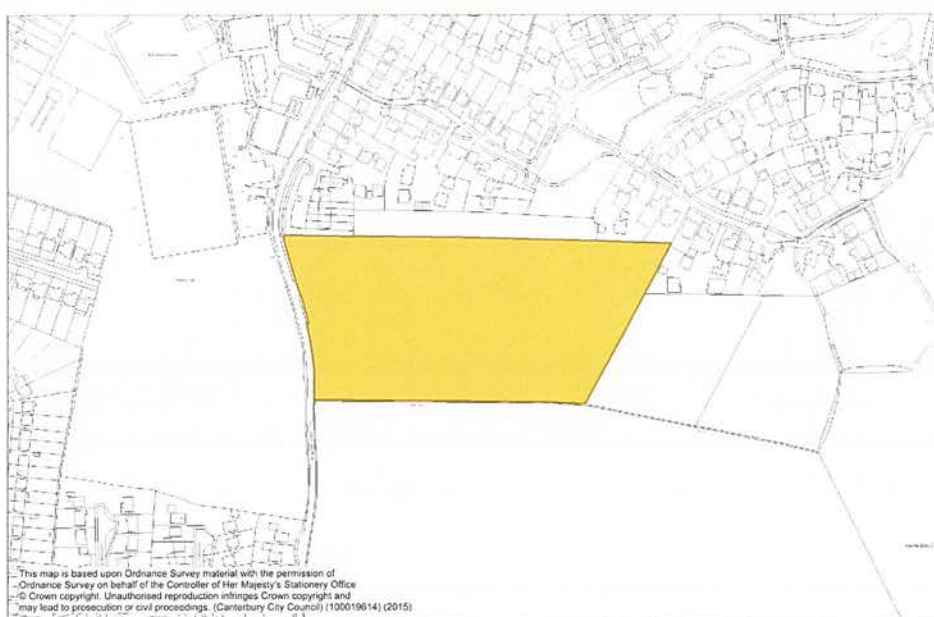 This map is based upon Ordnance Survey material with the permission of
Ordnance Survey on behalf of the Controller of Her Majesty's Stationery Office
© Crown copyright. Unauthorised reproduction infringes Crown copyright and
may lead to prosecution or civil proceedings. (Canterbury City Council) (100019614) (2015)